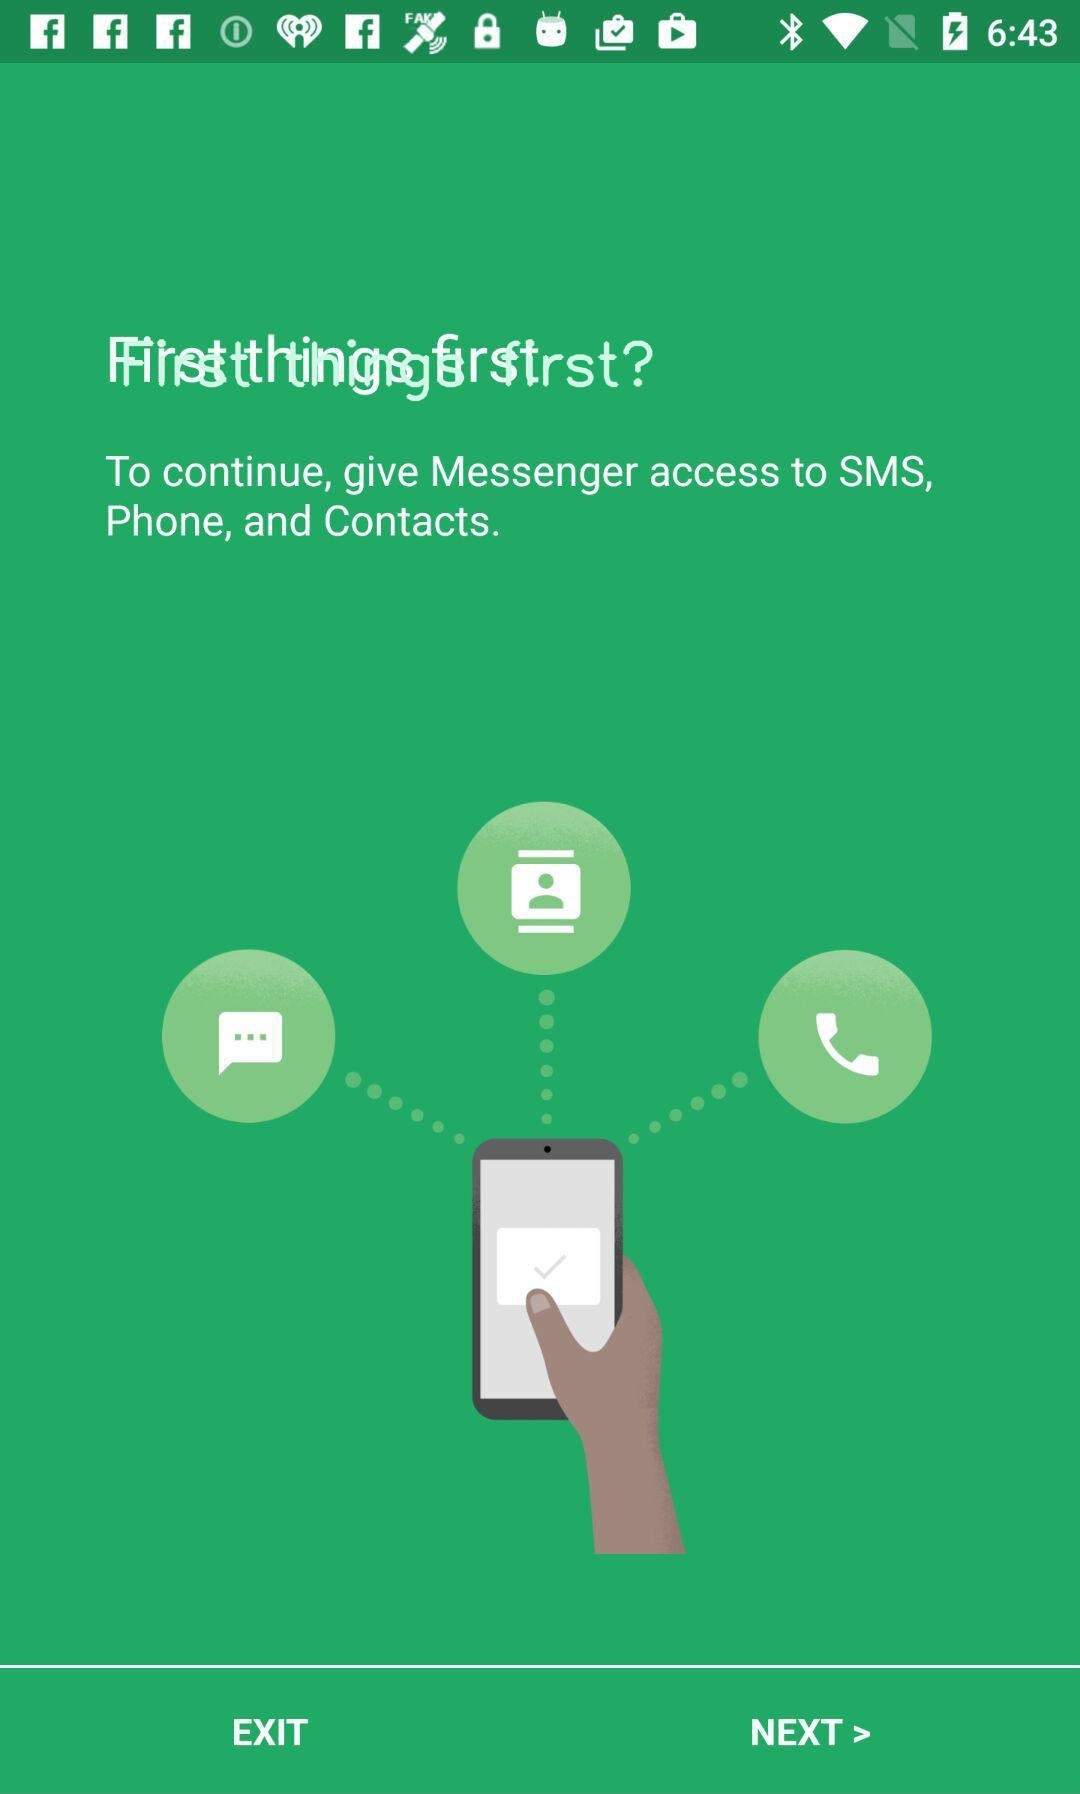 FAKE
6:43
First things first.
First things first?
To continue, give Messenger access to SMS,
Phone, and Contacts.
EXIT
NEXT >